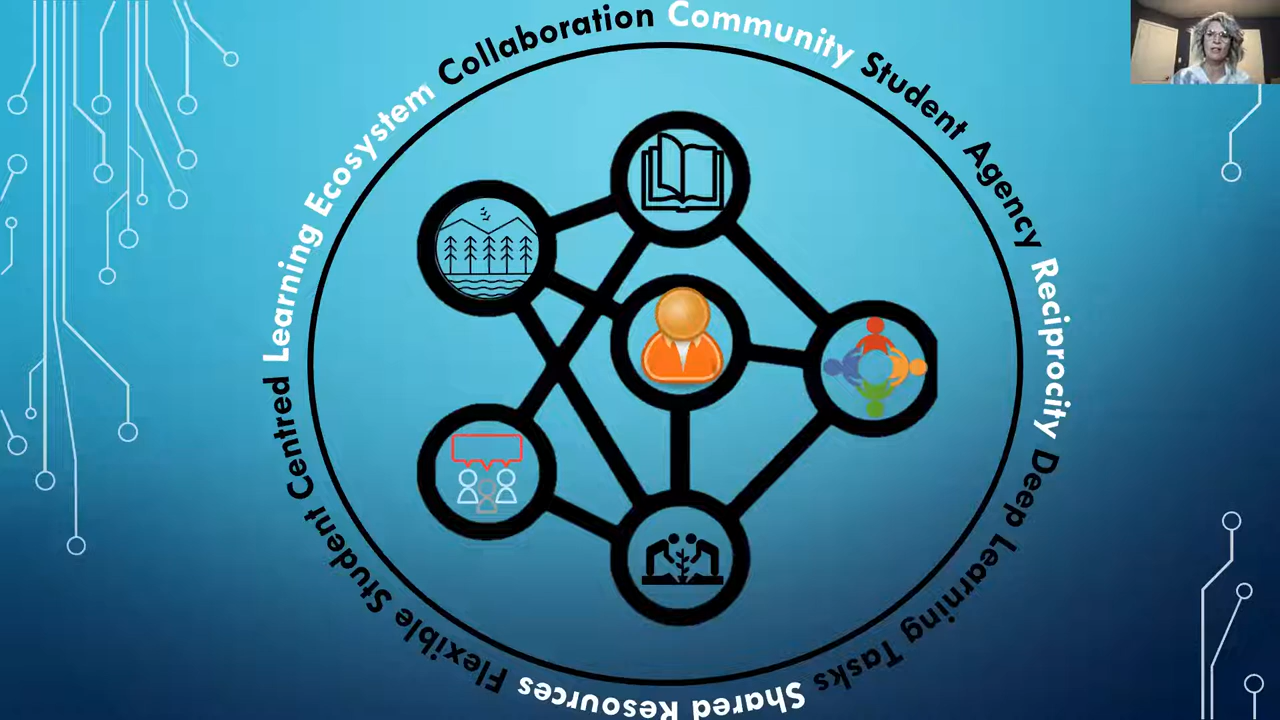 Collaboration
Community
Student Agency
Reciprocity
Deep Learning Tasks
Shared Resources
Flexible
Student Centred
Learning Ecosystem